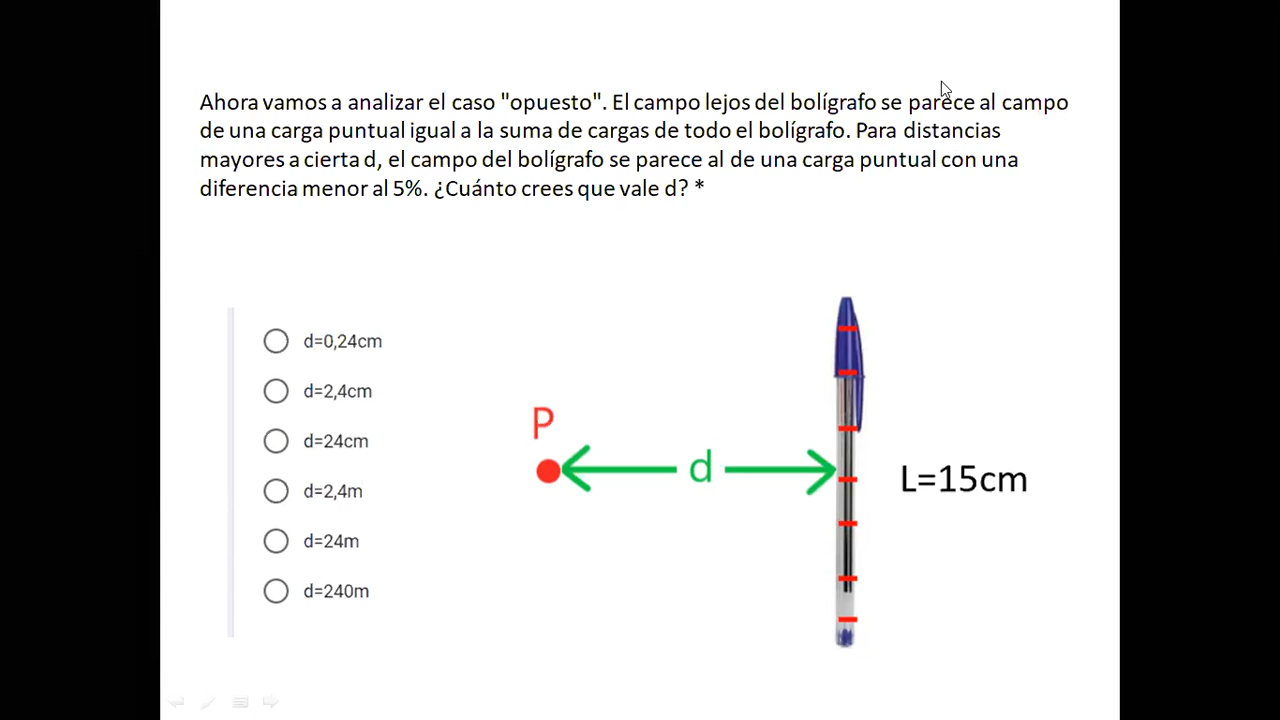 Ahora vamos a analizar el caso "opuesto". El campo lejos del bolígrafo se parece al campo
de una carga puntual igual a la suma de cargas de todo el bolígrafo. Para distancias
mayores a cierta d, el campo del bolígrafo se parece al de una carga puntual con una
diferencia menor al 5%. ¿Cuánto crees que vale d? *
d=0,24cm
d=2,4cm
d=24cm
d=2,4m
d=24m
d=240m
P
d
L=15cm